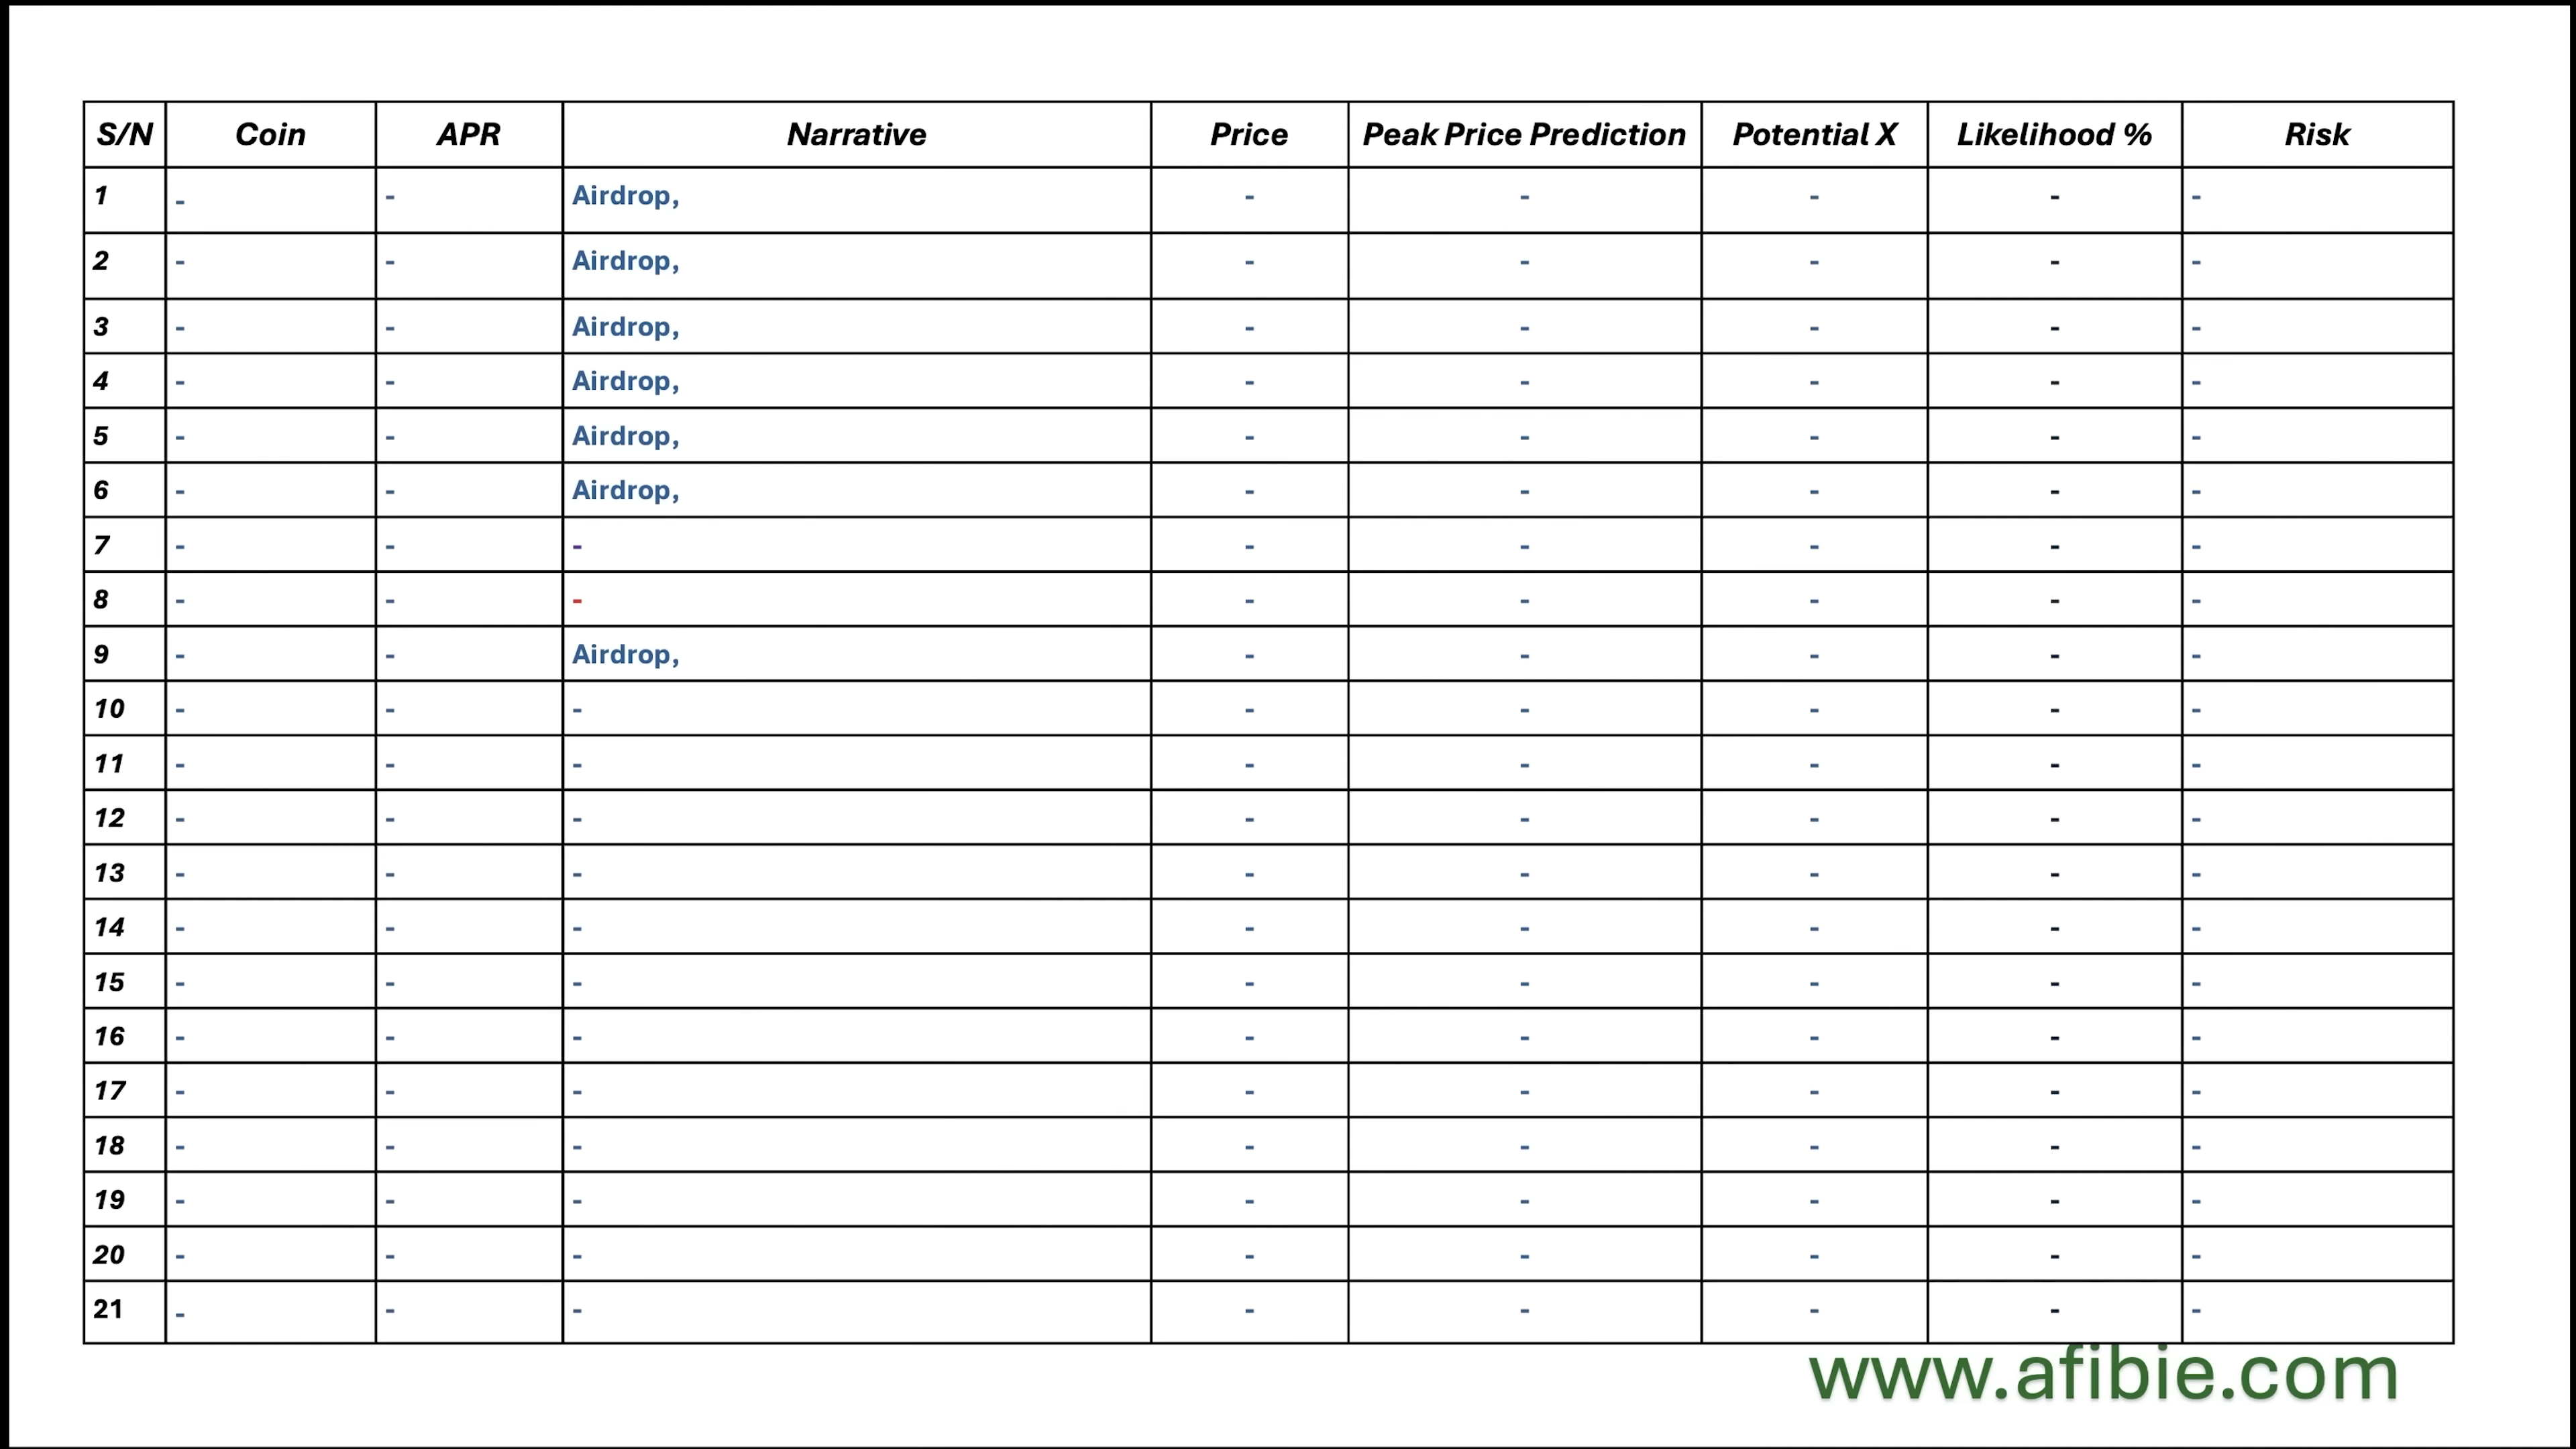 S/N Coin APR Narrative Price Peak Price Prediction Potential X Likelihood % Risk
1 - - Airdrop, - - - - -
2 - - Airdrop, - - - - -
3 - - Airdrop, - - - - -
4 - - Airdrop, - - - - -
5 - - Airdrop, - - - - -
6 - - Airdrop, - - - - -
7 - - - - - - - -
8 - - - - - - - -
9 - - Airdrop, - - - - -
10 - - - - - - - -
11 - - - - - - - -
12 - - - - - - - -
13 - - - - - - - -
14 - - - - - - - -
15 - - - - - - - -
16 - - - - - - - -
17 - - - - - - - -
18 - - - - - - - -
19 - - - - - - - -
20 - - - - - - - -
21 - - - - - - - -
www.afibie.com